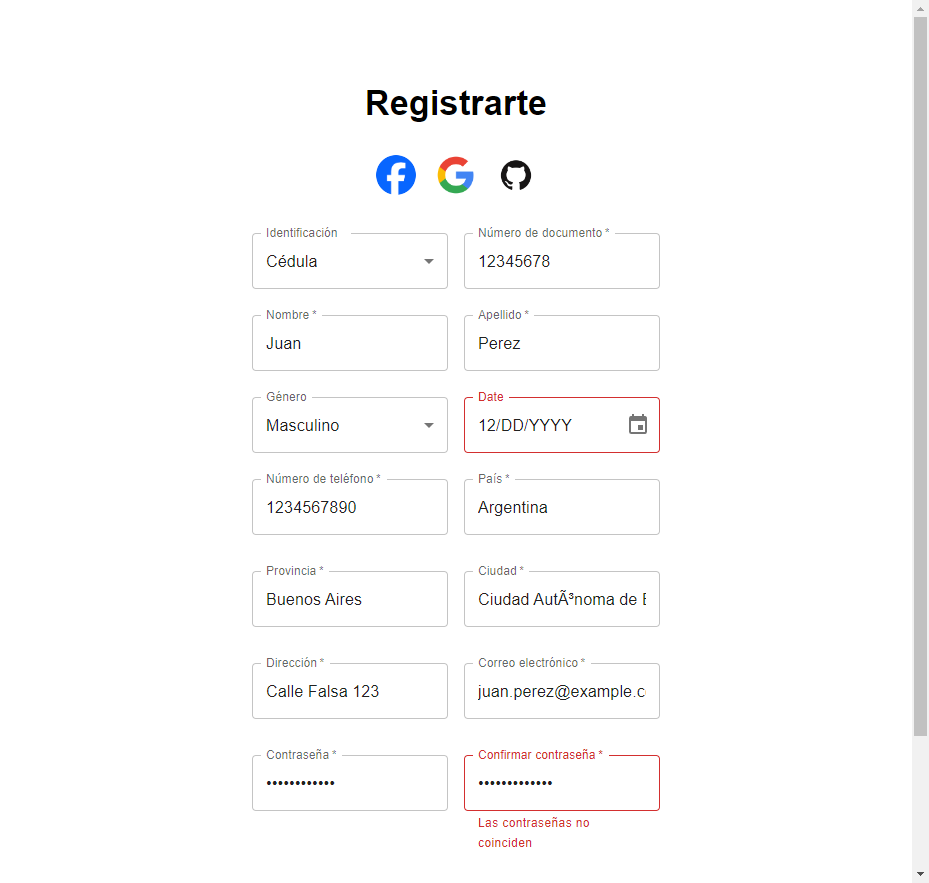 Registrarte
Identificación
Número de documento *
Cédula
12345678
Nombre *
Apellido *
Juan
Perez
Género
Date
Masculino
12/DD/YYYY
Número de teléfono *
País *
1234567890
Argentina
Provincia *
Ciudad *
Buenos Aires
Ciudad AutÃ³noma de
Dirección *
Correo electrónico *
Calle Falsa 123
juan.perez@example.c
Contraseña *
Confirmar contraseña *
••••••••••••
•••••••••••••
Las contraseñas no
coinciden